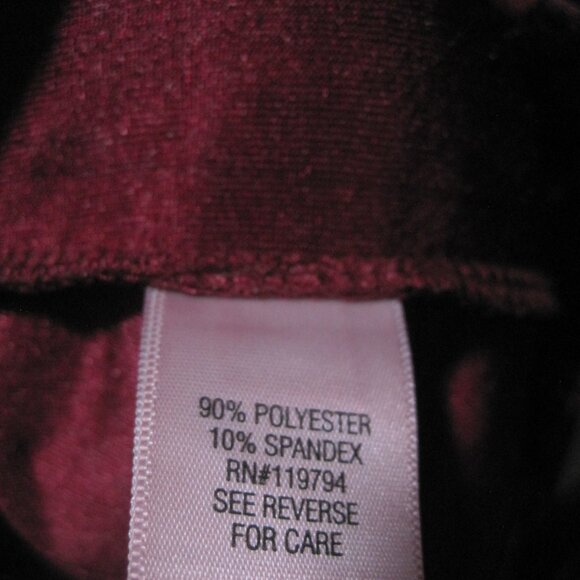 90% POLYESTER
10% SPANDEX
RN#119794
SEE REVERSE
FOR CARE